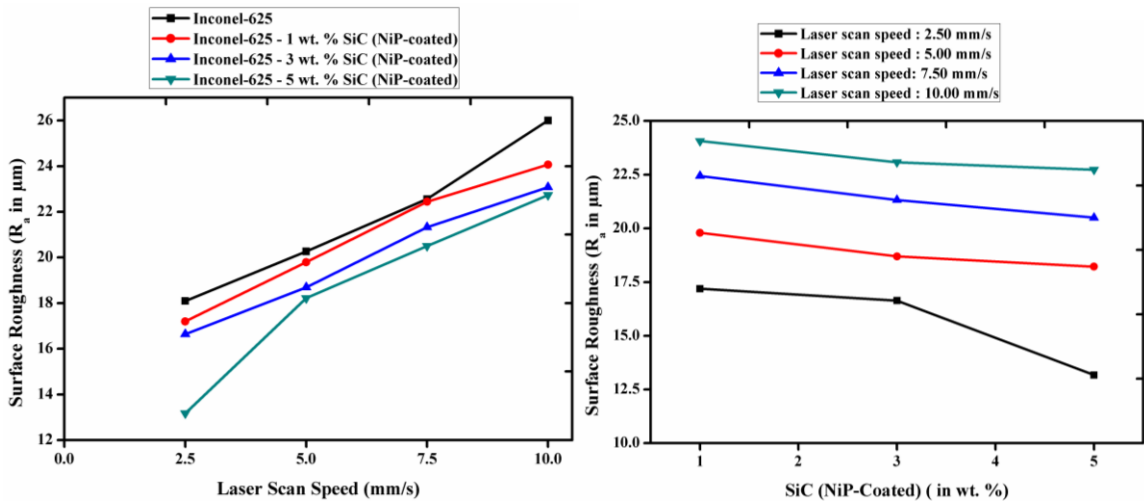 Inconel-625
Inconel-625 - 1 wt. % SiC (NiP-coated)
Inconel-625 - 3 wt. % SiC (NiP-coated)
Inconel-625 - 5 wt. % SiC (NiP-coated)
26
24
22
20
18
16
14
12
Surface Roughness (Ra in μm)
0.0 2.5 5.0 7.5 10.0
Laser Scan Speed (mm/s)
Laser scan speed : 2.50 mm/s
Laser scan speed : 5.00 mm/s
Laser scan speed: 7.50 mm/s
Laser scan speed : 10.00 mm/s
25.0
22.5
20.0
17.5
15.0
12.5
10.0
Surface Roughness (Ra in μm)
1 2 3 4 5
SiC (NiP-Coated) ( in wt. %)